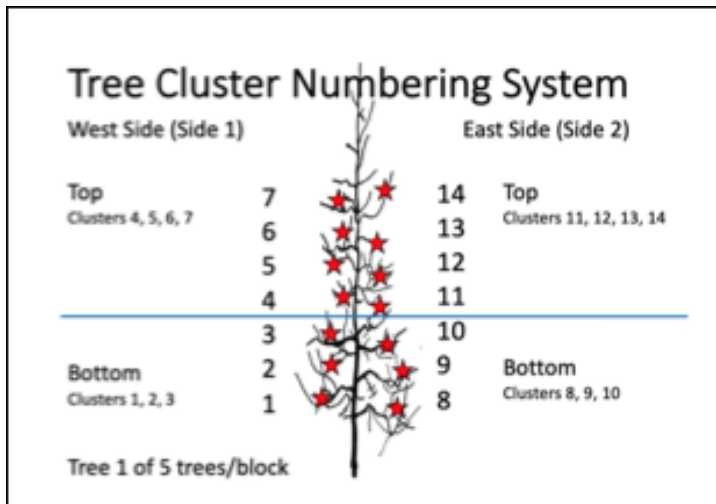 Tree Cluster Numbering System
West Side (Side 1)
East Side (Side 2)
Top
Clusters 4, 5, 6, 7
7
6
5
4
3
2
1
Bottom
Clusters 1, 2, 3
14
13
12
11
10
9
8
Top
Clusters 11, 12, 13, 14
Bottom
Clusters 8, 9, 10
Tree 1 of 5 trees/block